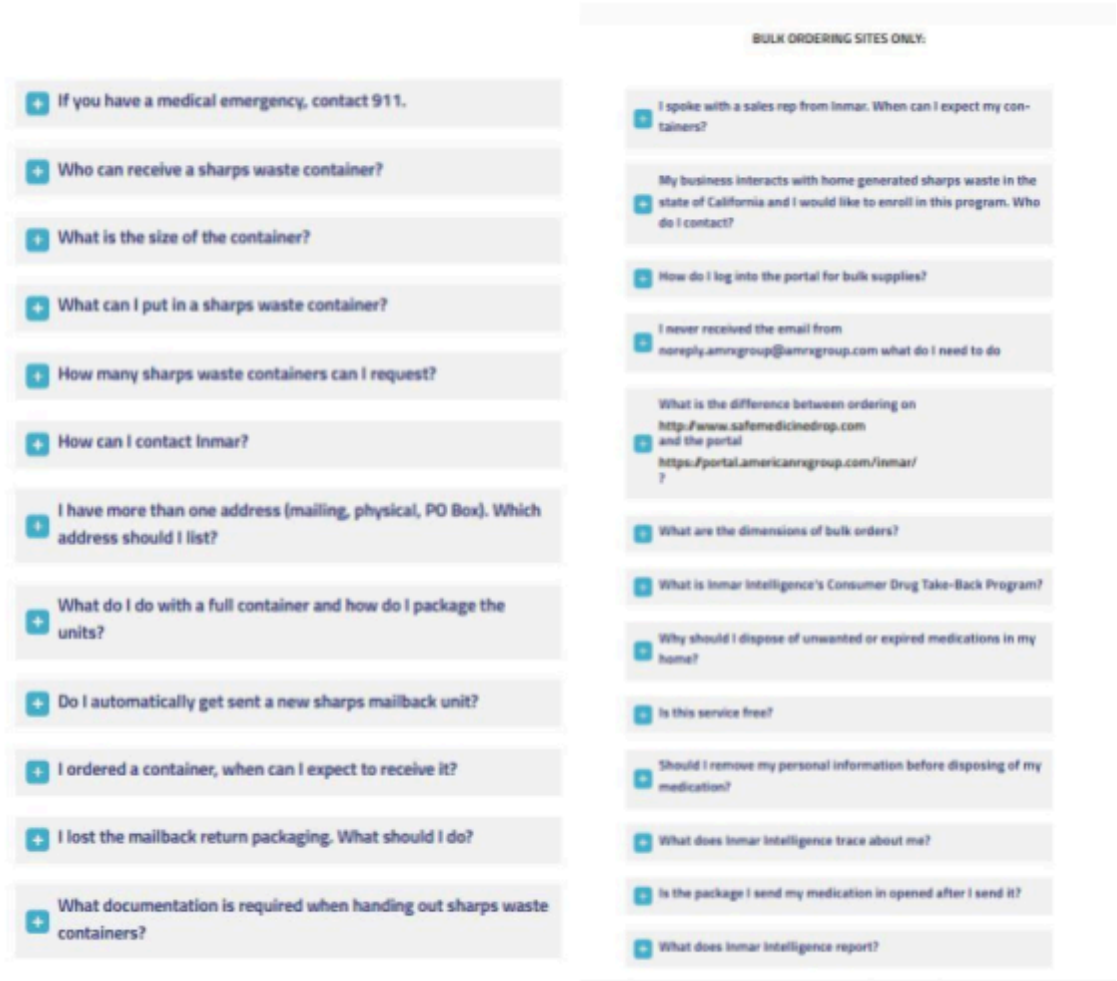 If you have a medical emergency, contact 911.
Who can receive a sharps waste container?
What is the size of the container?
What can I put in a sharps waste container?
How many sharps waste containers can I request?
How can I contact Inmar?
I have more than one address (mailing, physical, PO Box). Which
address should I list?
What do I do with a full container and how do I package the
units?
Do I automatically get sent a new sharps mailback unit?
I ordered a container, when can I expect to receive it?
I lost the mailback return packaging. What should I do?
What documentation is required when handing out sharps waste
containers?
BULK ORDERING SITES ONLY:
I spoke with a sales rep from Inmar. When can I expect my con-
tainers?
My business interacts with home generated sharps waste in the
state of California and I would like to enroll in this program. Who
do I contact?
How do I log into the portal for bulk supplies?
I never received the email from
noreply.amrxgroup@amrxgroup.com what do I need to do
What is the difference between ordering on
http://www.safemedicinedrop.com
and the portal
https://portal.americanrxgroup.com/inmar/
?
What are the dimensions of bulk orders?
What is Inmar Intelligence's Consumer Drug Take-Back Program?
Why should I dispose of unwanted or expired medications in my
home?
Is this service free?
Should I remove my personal information before disposing of my
medication?
What does Inmar Intelligence trace about me?
Is the package I send my medication in opened after I send it?
What does Inmar Intelligence report?